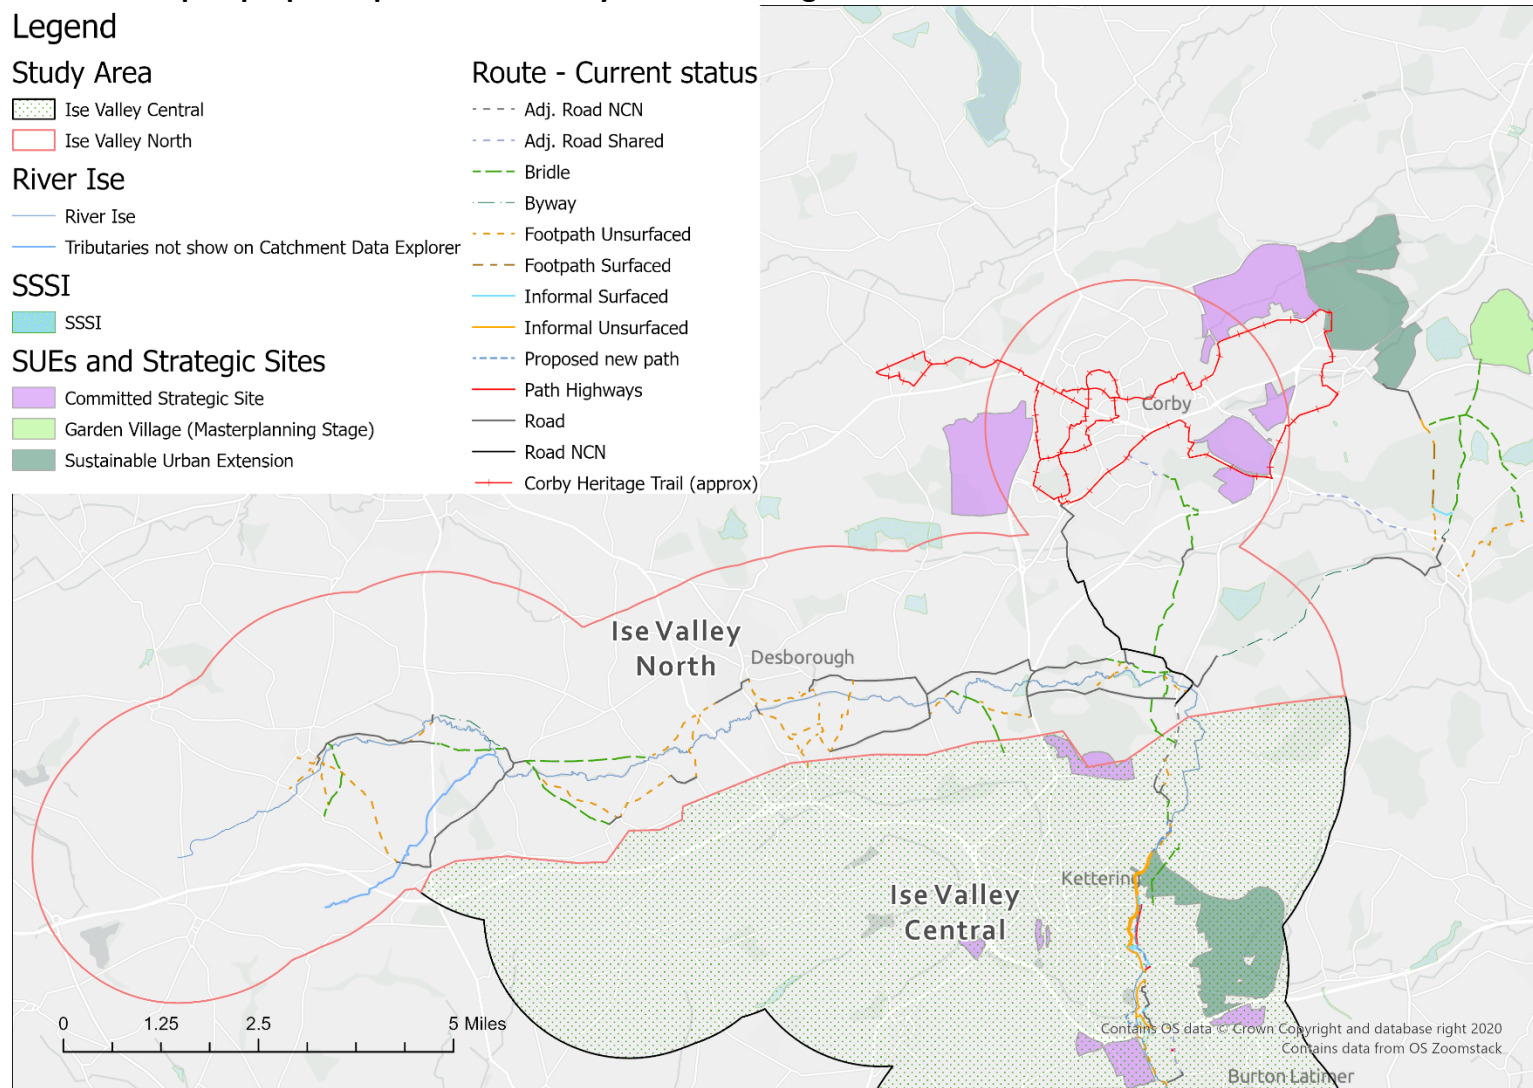 Legend
Study Area
Ise Valley Central
Ise Valley North
River Ise
River Ise
Tributaries not show on Catchment Data Explorer
SSSI
SSSI
SUEs and Strategic Sites
Committed Strategic Site
Garden Village (Masterplanning Stage)
Sustainable Urban Extension
Route - Current status
Adj. Road NCN
Adj. Road Shared
Bridle
Byway
Footpath Unsurfaced
Footpath Surfaced
Informal Surfaced
Informal Unsurfaced
Proposed new path
Path Highways
Road
Road NCN
Corby Heritage Trail (approx)
Corby
Ise Valley
North
Desborough
Kettering
Ise Valley
Central
0 1.25 2.5 5 Miles
Contains OS data © Crown Copyright and database right 2020
Contains data from OS Zoomstack
Burton Latimer